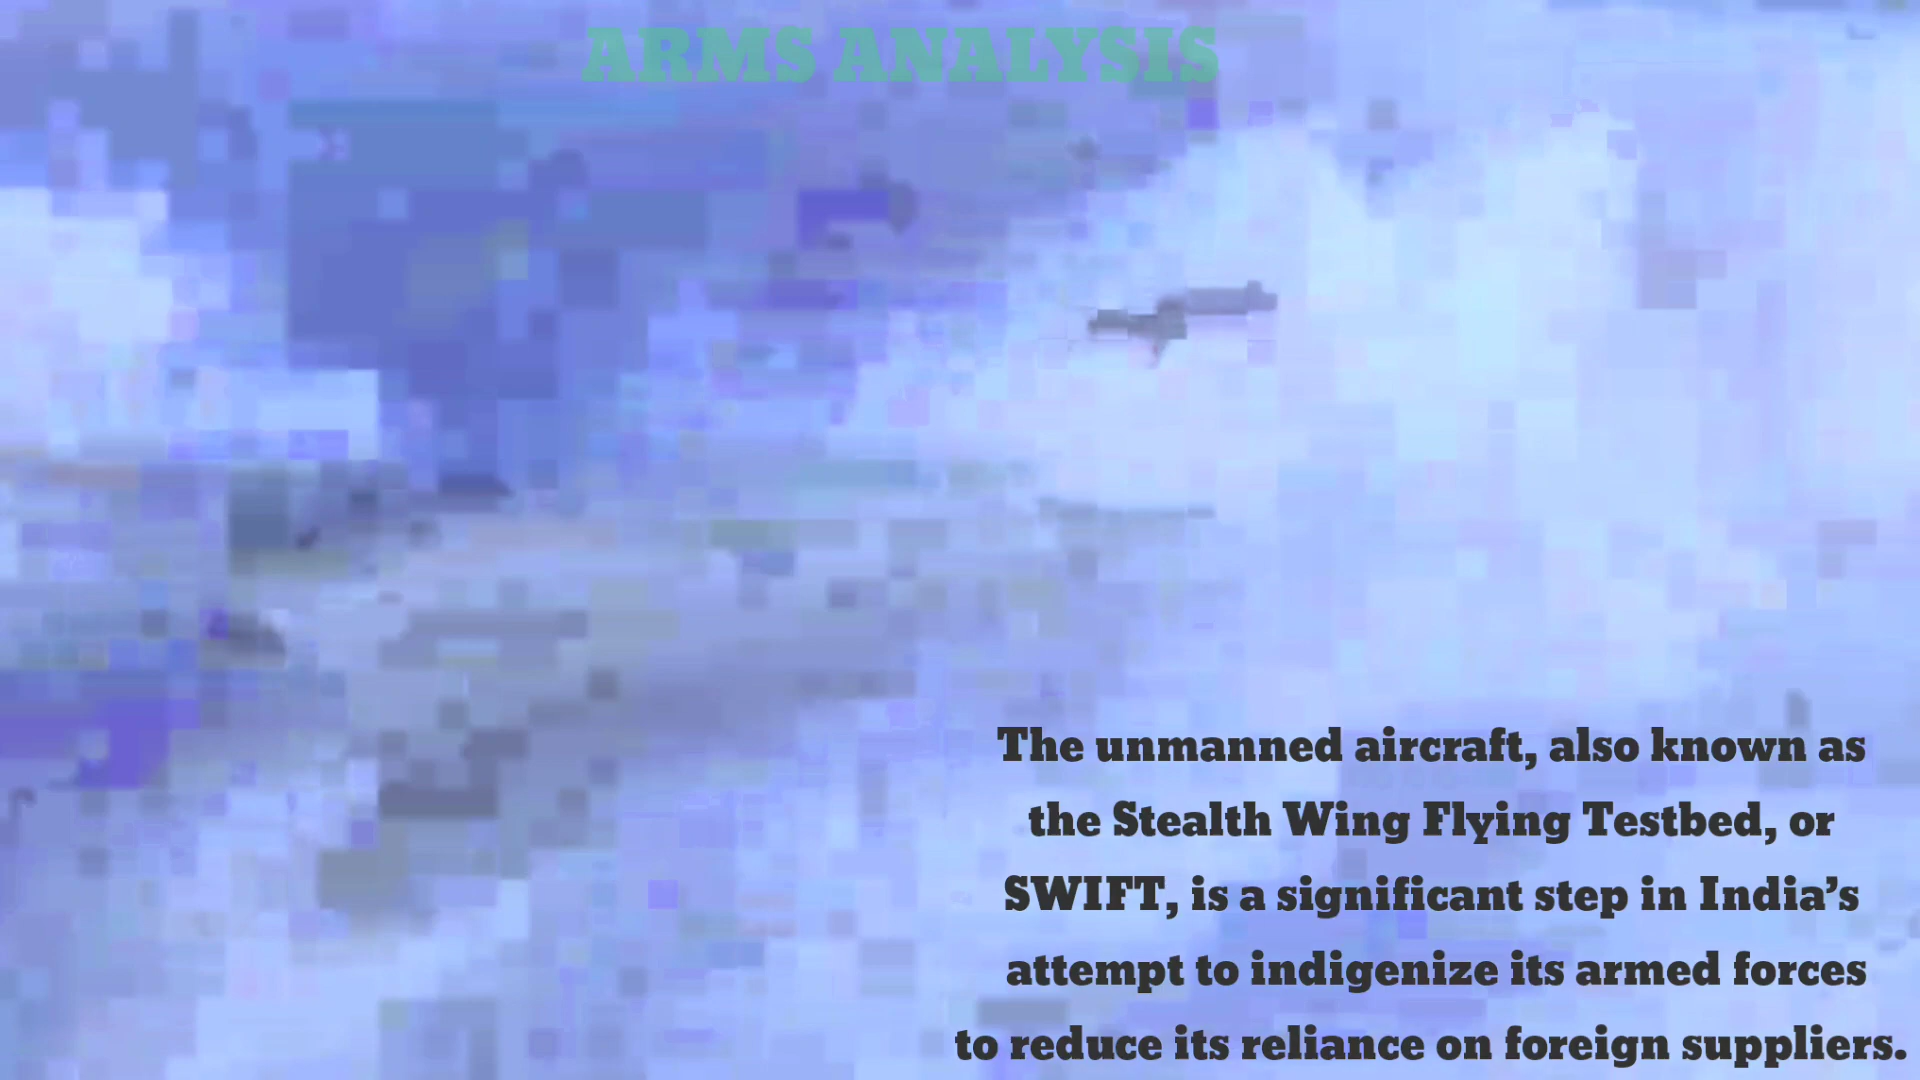 ARMS ANALYSIS
The unmanned aircraft, also known as
the Stealth Wing Flying Testbed, or
SWIFT, is a significant step in India’s
attempt to indigenize its armed forces
to reduce its reliance on foreign suppliers.